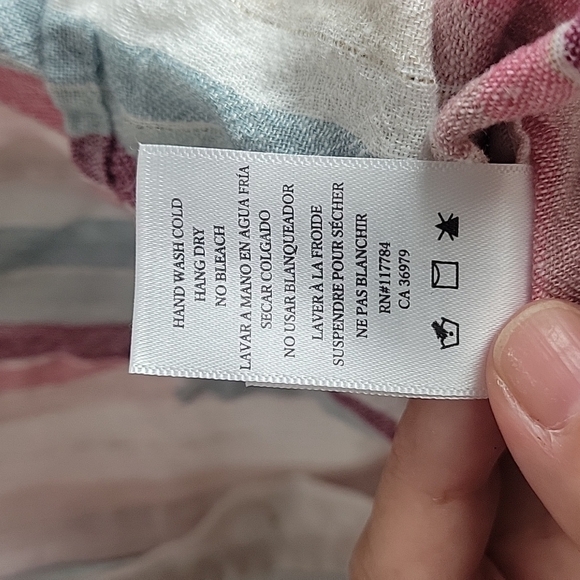 HAND WASH COLD
HANG DRY
NO BLEACH
LAVAR A MANO EN AGUA FRÍA
SECAR COLGADO
NO USAR BLANQUEADOR
LAVER À LA FROIDE
SUSPENDRE POUR SÉCHER
NE PAS BLANCHIR
RN#117784
CA 36979